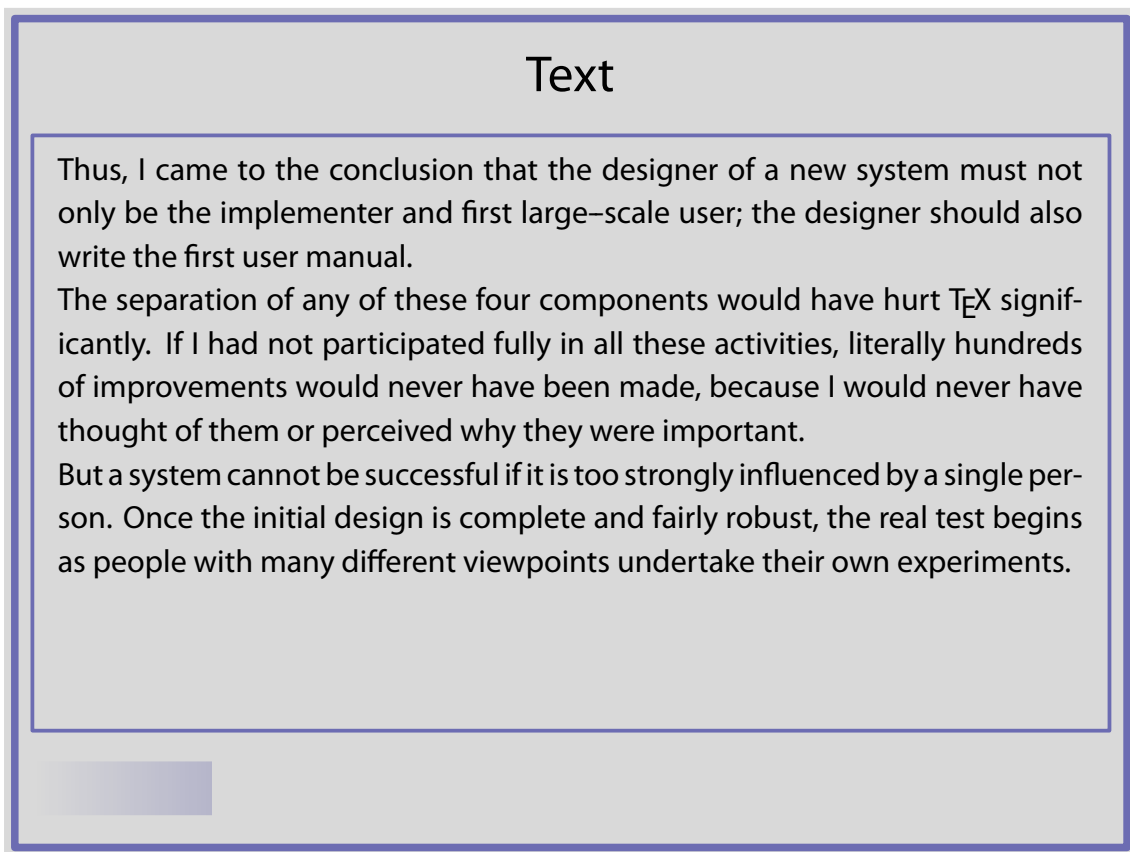 Text
Thus, I came to the conclusion that the designer of a new system must not
only be the implementer and first large–scale user; the designer should also
write the first user manual.
The separation of any of these four components would have hurt TEX signif-
icantly. If I had not participated fully in all these activities, literally hundreds
of improvements would never have been made, because I would never have
thought of them or perceived why they were important.
But a system cannot be successful if it is too strongly influenced by a single per-
son. Once the initial design is complete and fairly robust, the real test begins
as people with many different viewpoints undertake their own experiments.